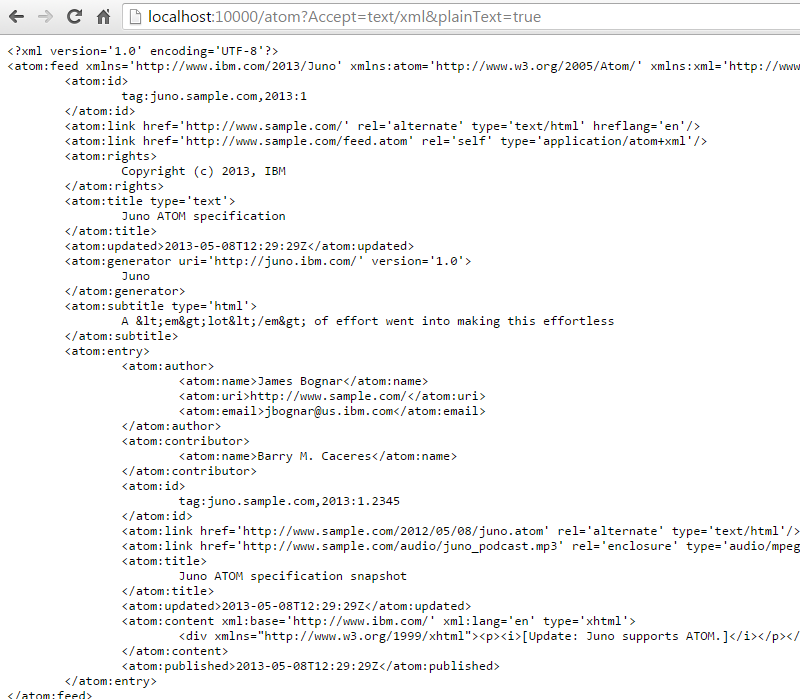 localhost:10000/atom?Accept=text/xml&plainText=true
<?xml version='1.0' encoding='UTF-8'?>
<atom:feed xmlns='http://www.ibm.com/2013/Juno' xmlns:atom='http://www.w3.org/2005/Atom/' xmlns:xml='http://www
<atom:id>
tag:juno.sample.com,2013:1
</atom:id>
<atom:link href='http://www.sample.com/' rel='alternate' type='text/html' hreflang='en'/>
<atom:link href='http://www.sample.com/feed.atom' rel='self' type='application/atom+xml'/>
<atom:rights>
Copyright (c) 2013, IBM
</atom:rights>
<atom:title type='text'>
Juno ATOM specification
</atom:title>
<atom:updated>2013-05-08T12:29:29Z</atom:updated>
<atom:generator uri='http://juno.ibm.com/' version='1.0'>
Juno
</atom:generator>
<atom:subtitle type='html'>
A &lt;em&gt;lot&lt;/em&gt; of effort went into making this effortless
</atom:subtitle>
<atom:entry>
<atom:author>
<atom:name>James Bognar</atom:name>
<atom:uri>http://www.sample.com/</atom:uri>
<atom:email>jbognar@us.ibm.com</atom:email>
</atom:author>
<atom:contributor>
<atom:name>Barry M. Caceres</atom:name>
</atom:contributor>
<atom:id>
tag:juno.sample.com,2013:1.2345
</atom:id>
<atom:link href='http://www.sample.com/2012/05/08/juno.atom' rel='alternate' type='text/html'/>
<atom:link href='http://www.sample.com/audio/juno_podcast.mp3' rel='enclosure' type='audio/mpeg
<atom:title>
Juno ATOM specification snapshot
</atom:title>
<atom:updated>2013-05-08T12:29:29Z</atom:updated>
<atom:content xml:base='http://www.ibm.com/' xml:lang='en' type='xhtml'>
<div xmlns="http://www.w3.org/1999/xhtml"><p><i>[Update: Juno supports ATOM.]</i></p></
</atom:content>
<atom:published>2013-05-08T12:29:29Z</atom:published>
</atom:entry>
</atom:feed>